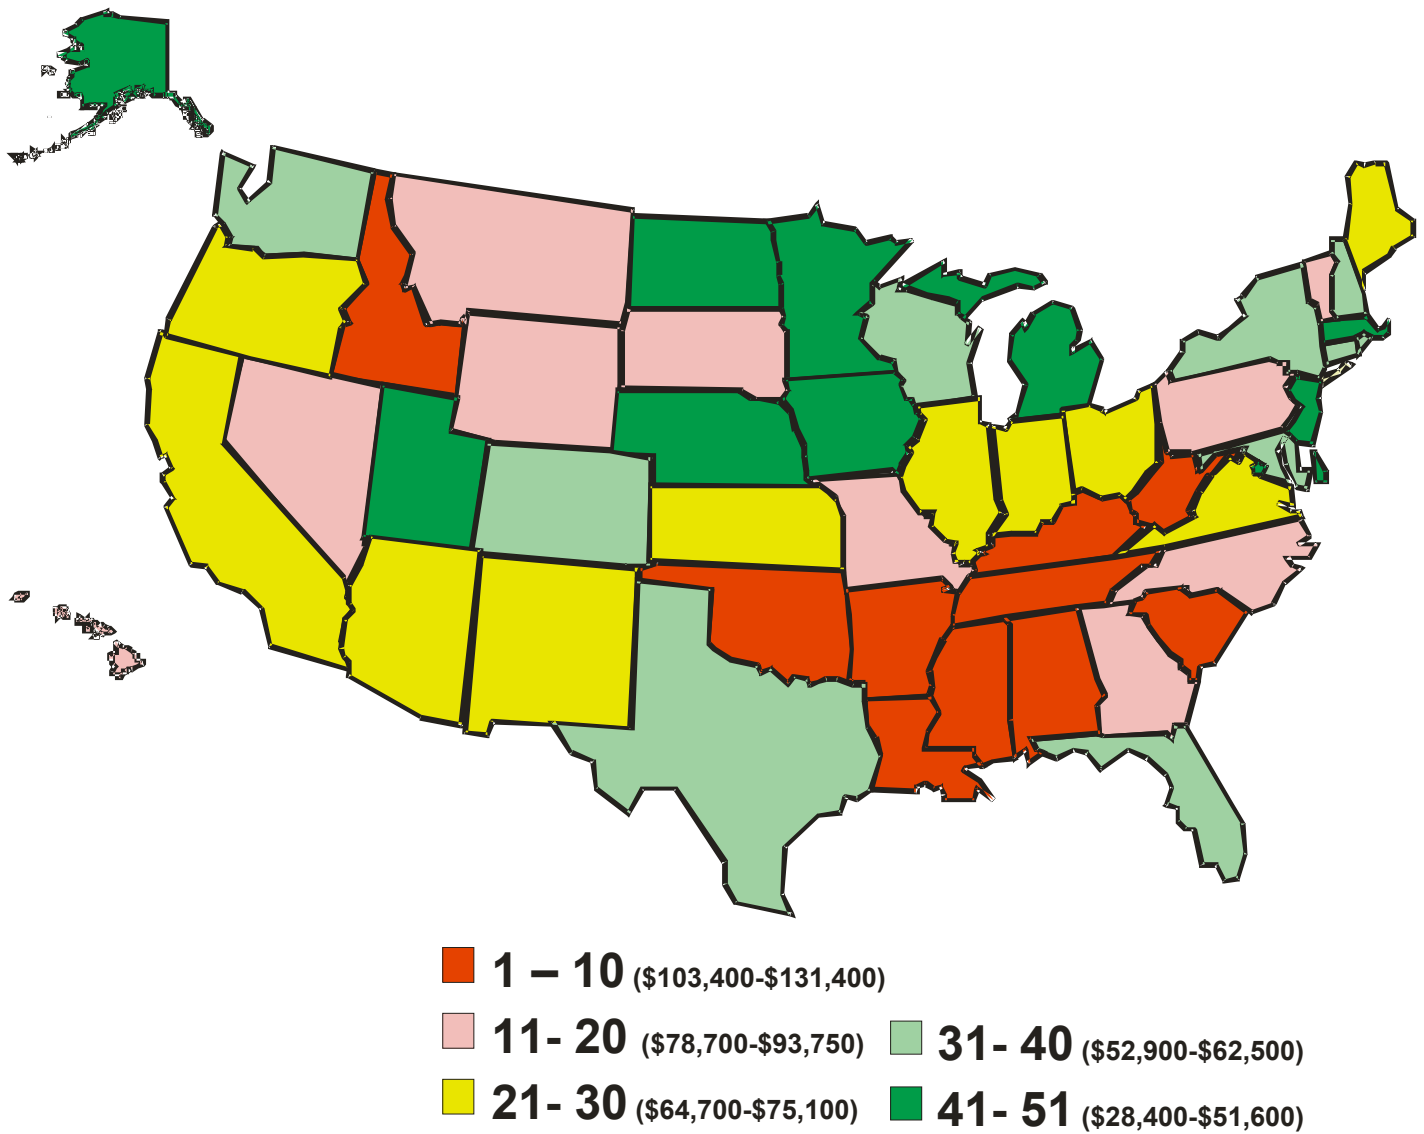 1 – 10 ($103,400-$131,400)
11- 20 ($78,700-$93,750)
31- 40 ($52,900-$62,500)
21- 30 ($64,700-$75,100)
41- 51 ($28,400-$51,600)